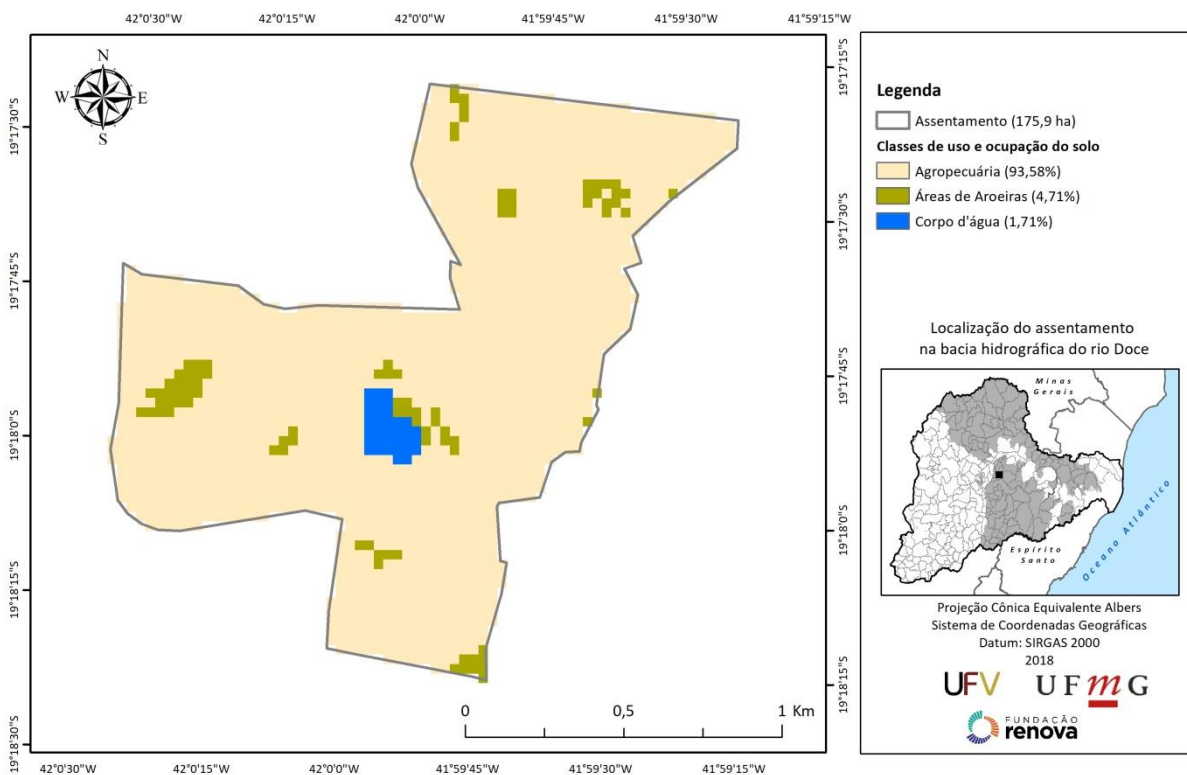 42°0'30"W 42°0'15"W 42°0'0"W 41°59'45"W 41°59'30"W 41°59'15"W
N
W E
S
19°17'30"S
19°17'45"S
19°18'0"S
19°18'15"S
19°18'30"S
19°17'15"S
19°17'30"S
19°17'45"S
19°18'0"S
19°18'15"S
0 0,5 1 Km
42°0'30"W 42°0'15"W 42°0'0"W 41°59'45"W 41°59'30"W 41°59'15"W
Legenda
Assentamento (175,9 ha)
Classes de uso e ocupação do solo
Agropecuária (93,58%)
Áreas de Aroeiras (4,71%)
Corpo d'água (1,71%)
Localização do assentamento
na bacia hidrográfica do rio Doce
Minas
Gerais
Espírito
Santo
Oceano Atlântico
Projeção Cônica Equivalente Albers
Sistema de Coordenadas Geográficas
Datum: SIRGAS 2000
2018
UFV UFmG
FUNDAÇÃO
renova